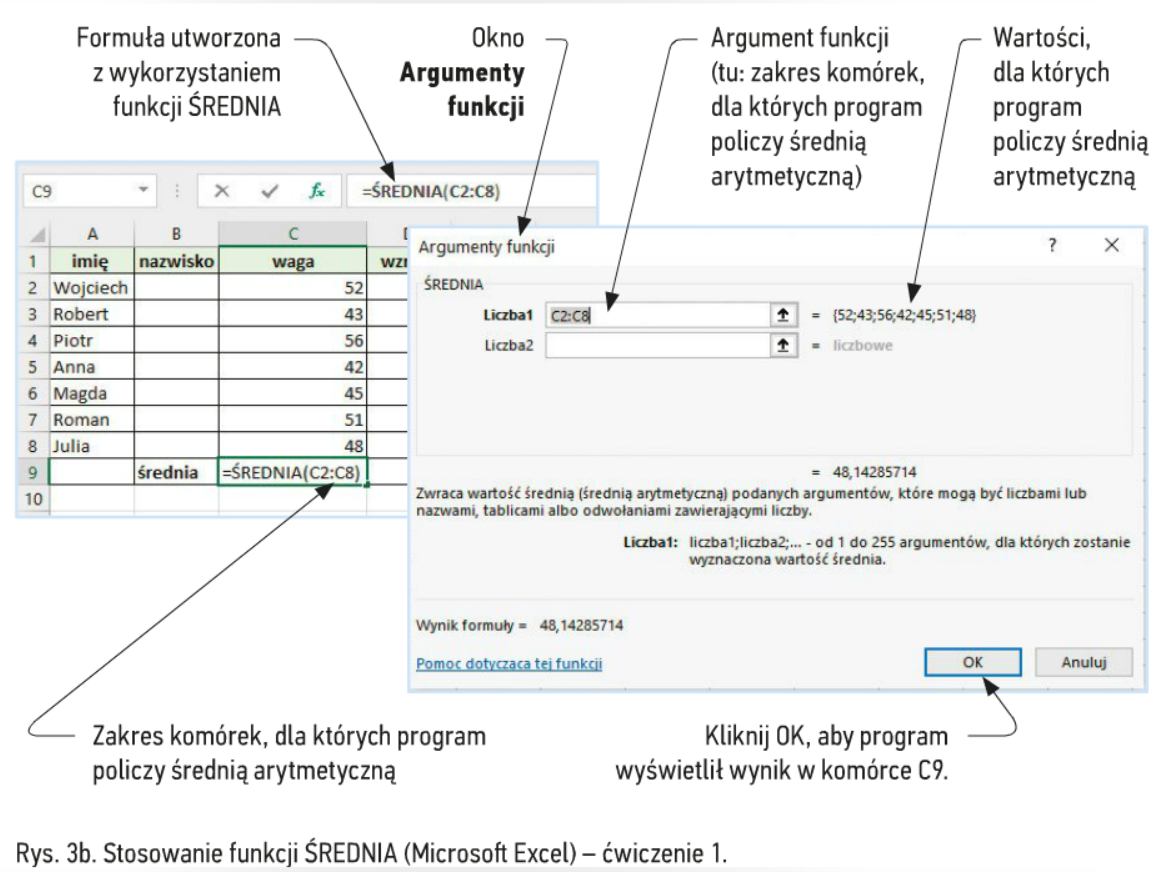 Formuła utworzona
z wykorzystaniem
funkcji ŚREDNIA
Okno
Argumenty
funkcji
Argument funkcji
(tu: zakres komórek,
dla których program
policzy średnią
arytmetyczną)
Wartości,
dla których
program
policzy średnią
arytmetyczną
C9 fx =ŚREDNIA(C2:C8)
A B C
1 imię nazwisko waga
2 Wojciech 52
3 Robert 43
4 Piotr 56
5 Anna 42
6 Magda 45
7 Roman 51
8 Julia 48
9 średnia =ŚREDNIA(C2:C8)
10
Argumenty funkcji ? ×
ŚREDNIA
Liczba1 C2:C8 = {52;43;56;42;45;51;48}
Liczba2 = liczbowe
= 48,14285714
Zwraca wartość średnią (średnią arytmetyczną) podanych argumentów, które mogą być liczbami lub
nazwami, tablicami albo odwołaniami zawierającymi liczby.
Liczba1: liczba1;liczba2;... - od 1 do 255 argumentów, dla których zostanie
wyznaczona wartość średnia.
Wynik formuły = 48,14285714
Pomoc dotycząca tej funkcji
OK Anuluj
Zakres komórek, dla których program
policzy średnią arytmetyczną
Kliknij OK, aby program
wyświetlił wynik w komórce C9.
Rys. 3b. Stosowanie funkcji ŚREDNIA (Microsoft Excel) – ćwiczenie 1.